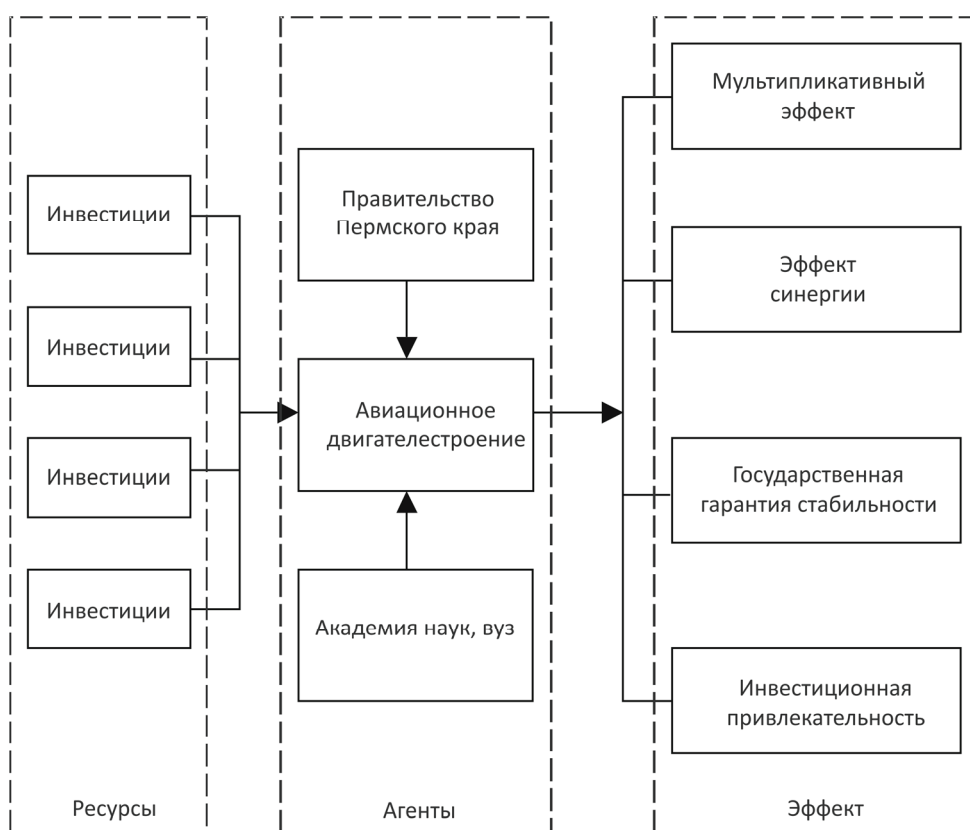 Инвестиции
Инвестиции
Инвестиции
Инвестиции
Ресурсы
Правительство
Пермского края
Авиационное
двигателестроение
Академия наук, вуз
Агенты
Мультипликативный
эффект
Эффект
синергии
Государственная
гарантия стабильности
Инвестиционная
привлекательность
Эффект